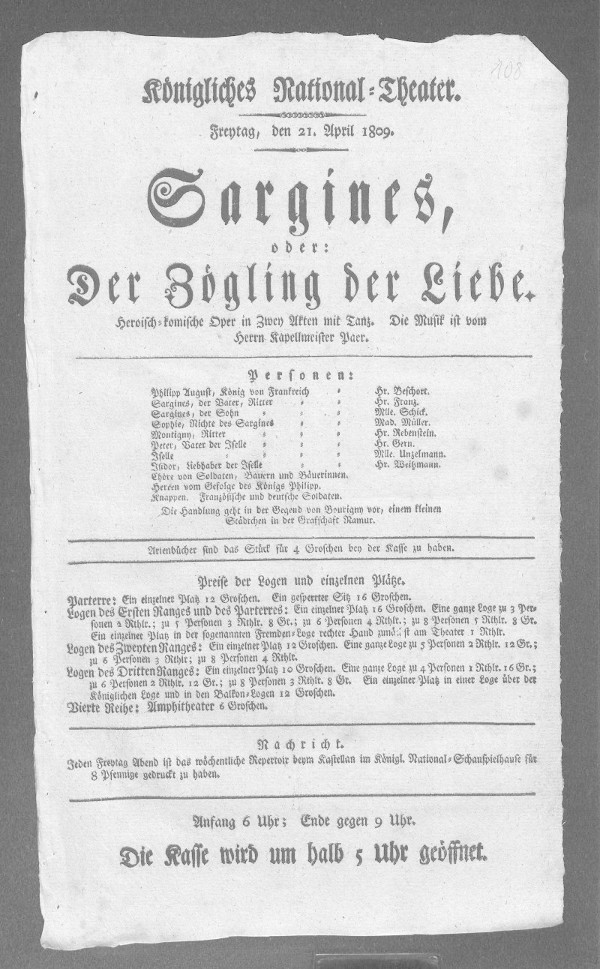 108
Königliches National-Theater.
Freytag, den 21. April 1809.
Sargines,
oder:
Der Zögling der Liebe.
Heroisch-komische Oper in Zwey Akten mit Tanz. Die Musik ist vom
Herrn Kapellmeister Paer.
Personen:
Philipp August, König von Frankreich - Hr. Beschort.
Sargines, der Vater, Ritter - - Hr. Franz.
Sargines, der Sohn - - - Mlle. Schick.
Sophie, Nichte des Sargines - - Mad. Müller.
Montigny, Ritter - - - Hr. Rebenstein.
Peter, Vater der Iselle - - - Hr. Gern.
Iselle - - - - Mlle. Unzelmann.
Isidor, Liebhaber der Iselle - - Hr. Weitzmann.
Chöre von Soldaten, Bauern und Bäuerinnen.
Herren vom Gefolge des Königs Philipp.
Knappen. Französische und deutsche Soldaten.
Die Handlung geht in der Gegend von Bourigny vor, einem kleinen
Städtchen in der Grafschaft Namur.
Arienbücher sind das Stück für 4 Groschen bey der Kasse zu haben.
Preise der Logen und einzelnen Plätze.
Parterre: Ein einzelner Platz 12 Groschen. Ein gesperrter Sitz 16 Groschen.
Logen des Ersten Ranges und des Parterres: Ein einzelner Platz 16 Groschen. Eine ganze Loge zu 3 Per-
sonen 2 Rthlr.; zu 5 Personen 3 Rthlr. 8 Gr.; zu 6 Personen 4 Rthlr.; zu 8 Personen 5 Rthlr. 8 Gr.
Ein einzelner Platz in der sogenannten Fremden-Loge rechter Hand zunächst am Theater 1 Rthlr.
Logen des Zweyten Ranges: Ein einzelner Platz 12 Groschen. Eine ganze Loge zu 5 Personen 2 Rthlr. 12 Gr.;
zu 6 Personen 3 Rthlr; zu 8 Personen 4 Rthlr.
Logen des Dritten Ranges: Ein einzelner Platz 10 Groschen. Eine ganze Loge zu 4 Personen 1 Rthlr. 16 Gr.;
zu 6 Personen 2 Rthlr. 12 Gr.; zu 8 Personen 3 Rthlr. 8 Gr. Ein einzelner Platz in einer Loge über der
Königlichen Loge und in den Balkon-Logen 12 Groschen.
Vierte Reihe: Amphitheater 6 Groschen.
Nachricht.
Jeden Freytag Abend ist das wöchentliche Repertoir beym Kastellan im Königl. National-Schauspielhause für
8 Pfennige gedruckt zu haben.
Anfang 6 Uhr; Ende gegen 9 Uhr.
Die Kasse wird um halb 5 Uhr geöffnet.